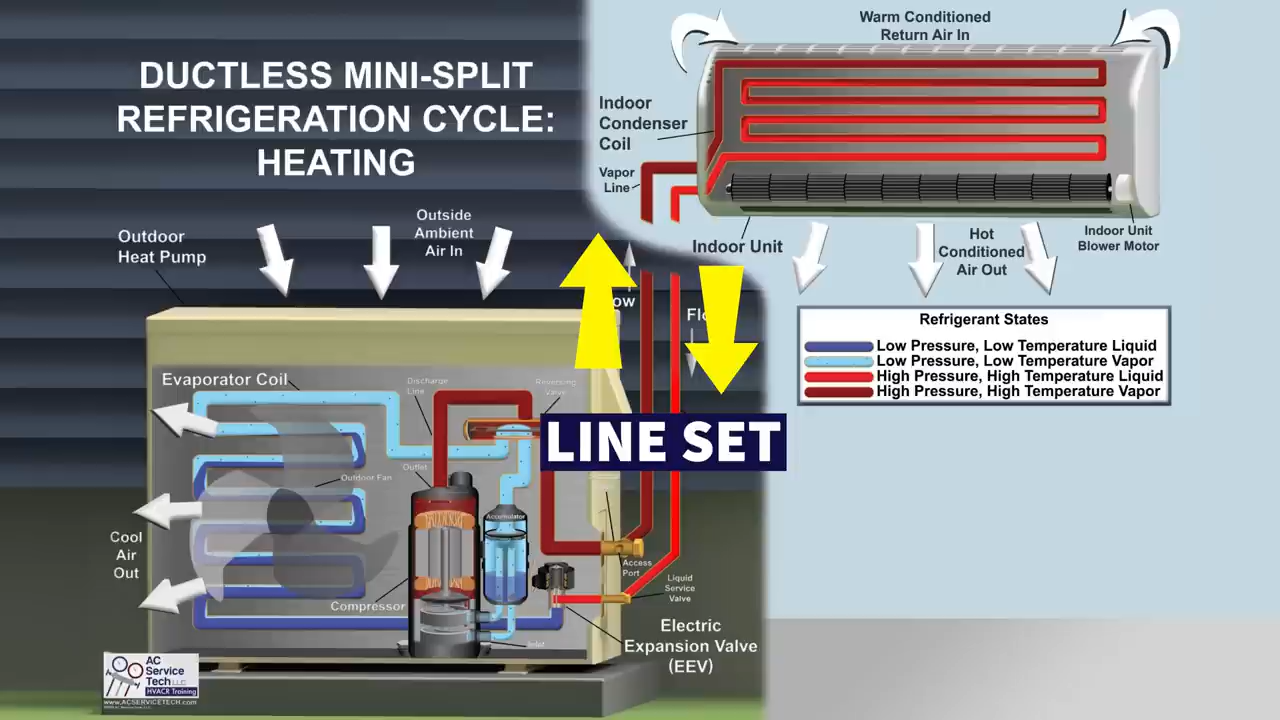 DUCTLESS MINI-SPLIT
REFRIGERATION CYCLE:
HEATING
Warm Conditioned
Return Air In
Indoor
Condenser
Coil
Vapor
Line
Indoor Unit
Hot
Conditioned
Air Out
Indoor Unit
Blower Motor
Outside
Ambient
Air In
Outdoor
Heat Pump
Refrigerant States
Low Pressure, Low Temperature Liquid
Low Pressure, Low Temperature Vapor
High Pressure, High Temperature Liquid
High Pressure, High Temperature Vapor
Evaporator Coil
Discharge
Line
Reversing
Valve
LINE SET
Outlet
Outdoor Fan
Accumulator
Cool
Air
Out
Access
Port
Liquid
Service
Valve
Compressor
Inlet
Electric
Expansion Valve
(EEV)
AC
Service
Tech LLC
HVACR Training
www.ACSERVICETECH.com